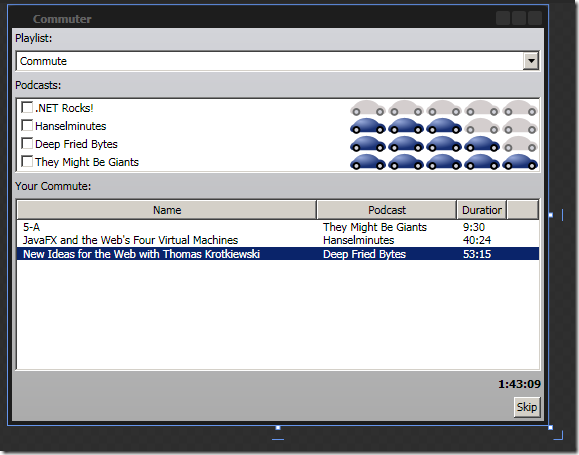 Commuter
Playlist:
Commute
Podcasts:
.NET Rocks!
Hanselminutes
Deep Fried Bytes
They Might Be Giants
Your Commute:
Name Podcast Duration
5-A They Might Be Giants 9:30
JavaFX and the Web's Four Virtual Machines Hanselminutes 40:24
New Ideas for the Web with Thomas Krotkiewski Deep Fried Bytes 53:15
1:43:09
Skip